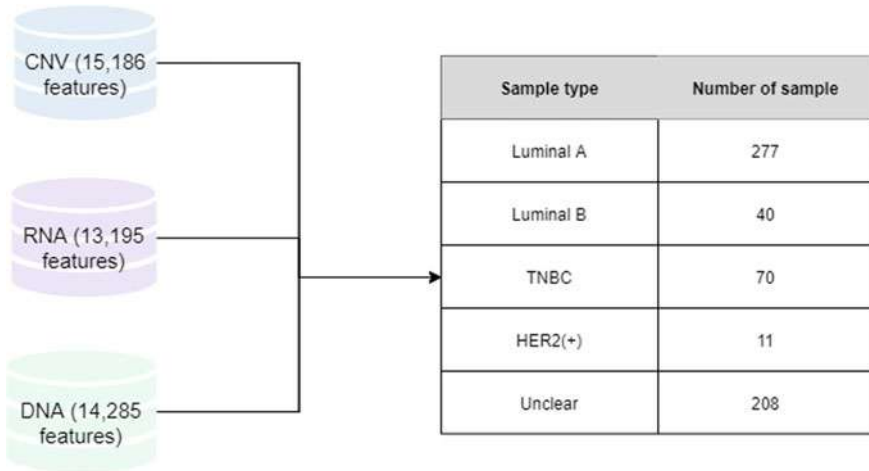 CNV (15,186
features)
RNA (13,195
features)
DNA (14,285
features)
Sample type Number of sample
Luminal A 277
Luminal B 40
TNBC 70
HER2(+) 11
Unclear 208